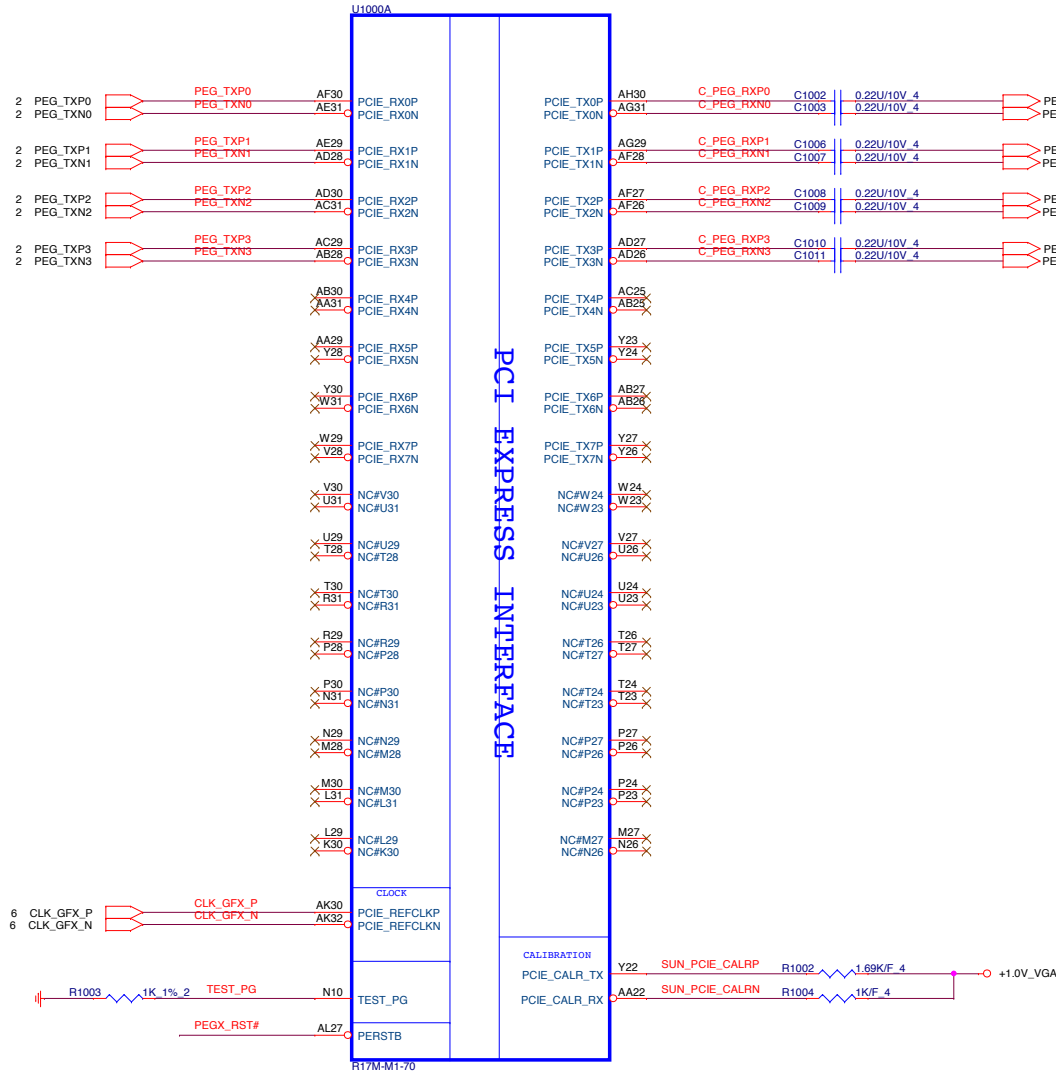 U1000A
2 PEG_TXP0 PEG_TXP0 AF30 PCIE_RX0P PCIE_TX0P AH30 C_PEG_RXP0 C1002 0.22U/10V_4 PE
2 PEG_TXN0 PEG_TXN0 AE31 PCIE_RX0N PCIE_TX0N AG31 C_PEG_RXN0 C1003 0.22U/10V_4 PE
2 PEG_TXP1 PEG_TXP1 AE29 PCIE_RX1P PCIE_TX1P AG29 C_PEG_RXP1 C1006 0.22U/10V_4 PE
2 PEG_TXN1 PEG_TXN1 AD28 PCIE_RX1N PCIE_TX1N AF28 C_PEG_RXN1 C1007 0.22U/10V_4 PE
2 PEG_TXP2 PEG_TXP2 AD30 PCIE_RX2P PCIE_TX2P AF27 C_PEG_RXP2 C1008 0.22U/10V_4 PE
2 PEG_TXN2 PEG_TXN2 AC31 PCIE_RX2N PCIE_TX2N AF26 C_PEG_RXN2 C1009 0.22U/10V_4 PE
2 PEG_TXP3 PEG_TXP3 AC29 PCIE_RX3P PCIE_TX3P AD27 C_PEG_RXP3 C1010 0.22U/10V_4 PE
2 PEG_TXN3 PEG_TXN3 AB28 PCIE_RX3N PCIE_TX3N AD26 C_PEG_RXN3 C1011 0.22U/10V_4 PE
AB30 PCIE_RX4P PCIE_TX4P AC25
AA31 PCIE_RX4N PCIE_TX4N AB25
AA29 PCIE_RX5P PCIE_TX5P Y23
Y28 PCIE_RX5N PCIE_TX5N Y24
Y30 PCIE_RX6P PCIE_TX6P AB27
W31 PCIE_RX6N PCIE_TX6N AB26
W29 PCIE_RX7P PCIE_TX7P Y27
V28 PCIE_RX7N PCIE_TX7N Y26
PCI EXPRESS INTERFACE
V30 NC#V30 NC#W24 W24
U31 NC#U31 NC#W23 W23
U29 NC#U29 NC#V27 V27
T28 NC#T28 NC#U26 U26
T30 NC#T30 NC#U24 U24
R31 NC#R31 NC#U23 U23
R29 NC#R29 NC#T26 T26
P28 NC#P28 NC#T27 T27
P30 NC#P30 NC#T24 T24
N31 NC#N31 NC#T23 T23
N29 NC#N29 NC#P27 P27
M28 NC#M28 NC#P26 P26
M30 NC#M30 NC#P24 P24
L31 NC#L31 NC#P23 P23
L29 NC#L29 NC#M27 M27
K30 NC#K30 NC#N26 N26
CLOCK
6 CLK_GFX_P CLK_GFX_P AK30 PCIE_REFCLKP
6 CLK_GFX_N CLK_GFX_N AK32 PCIE_REFCLKN
CALIBRATION
PCIE_CALR_TX Y22 SUN_PCIE_CALRP R1002 1.69K/F_4 +1.0V_VGA
R1003 1K_1%_2 TEST_PG N10 TEST_PG PCIE_CALR_RX AA22 SUN_PCIE_CALRN R1004 1K/F_4
PEGX_RST# AL27 PERSTB
R17M-M1-70